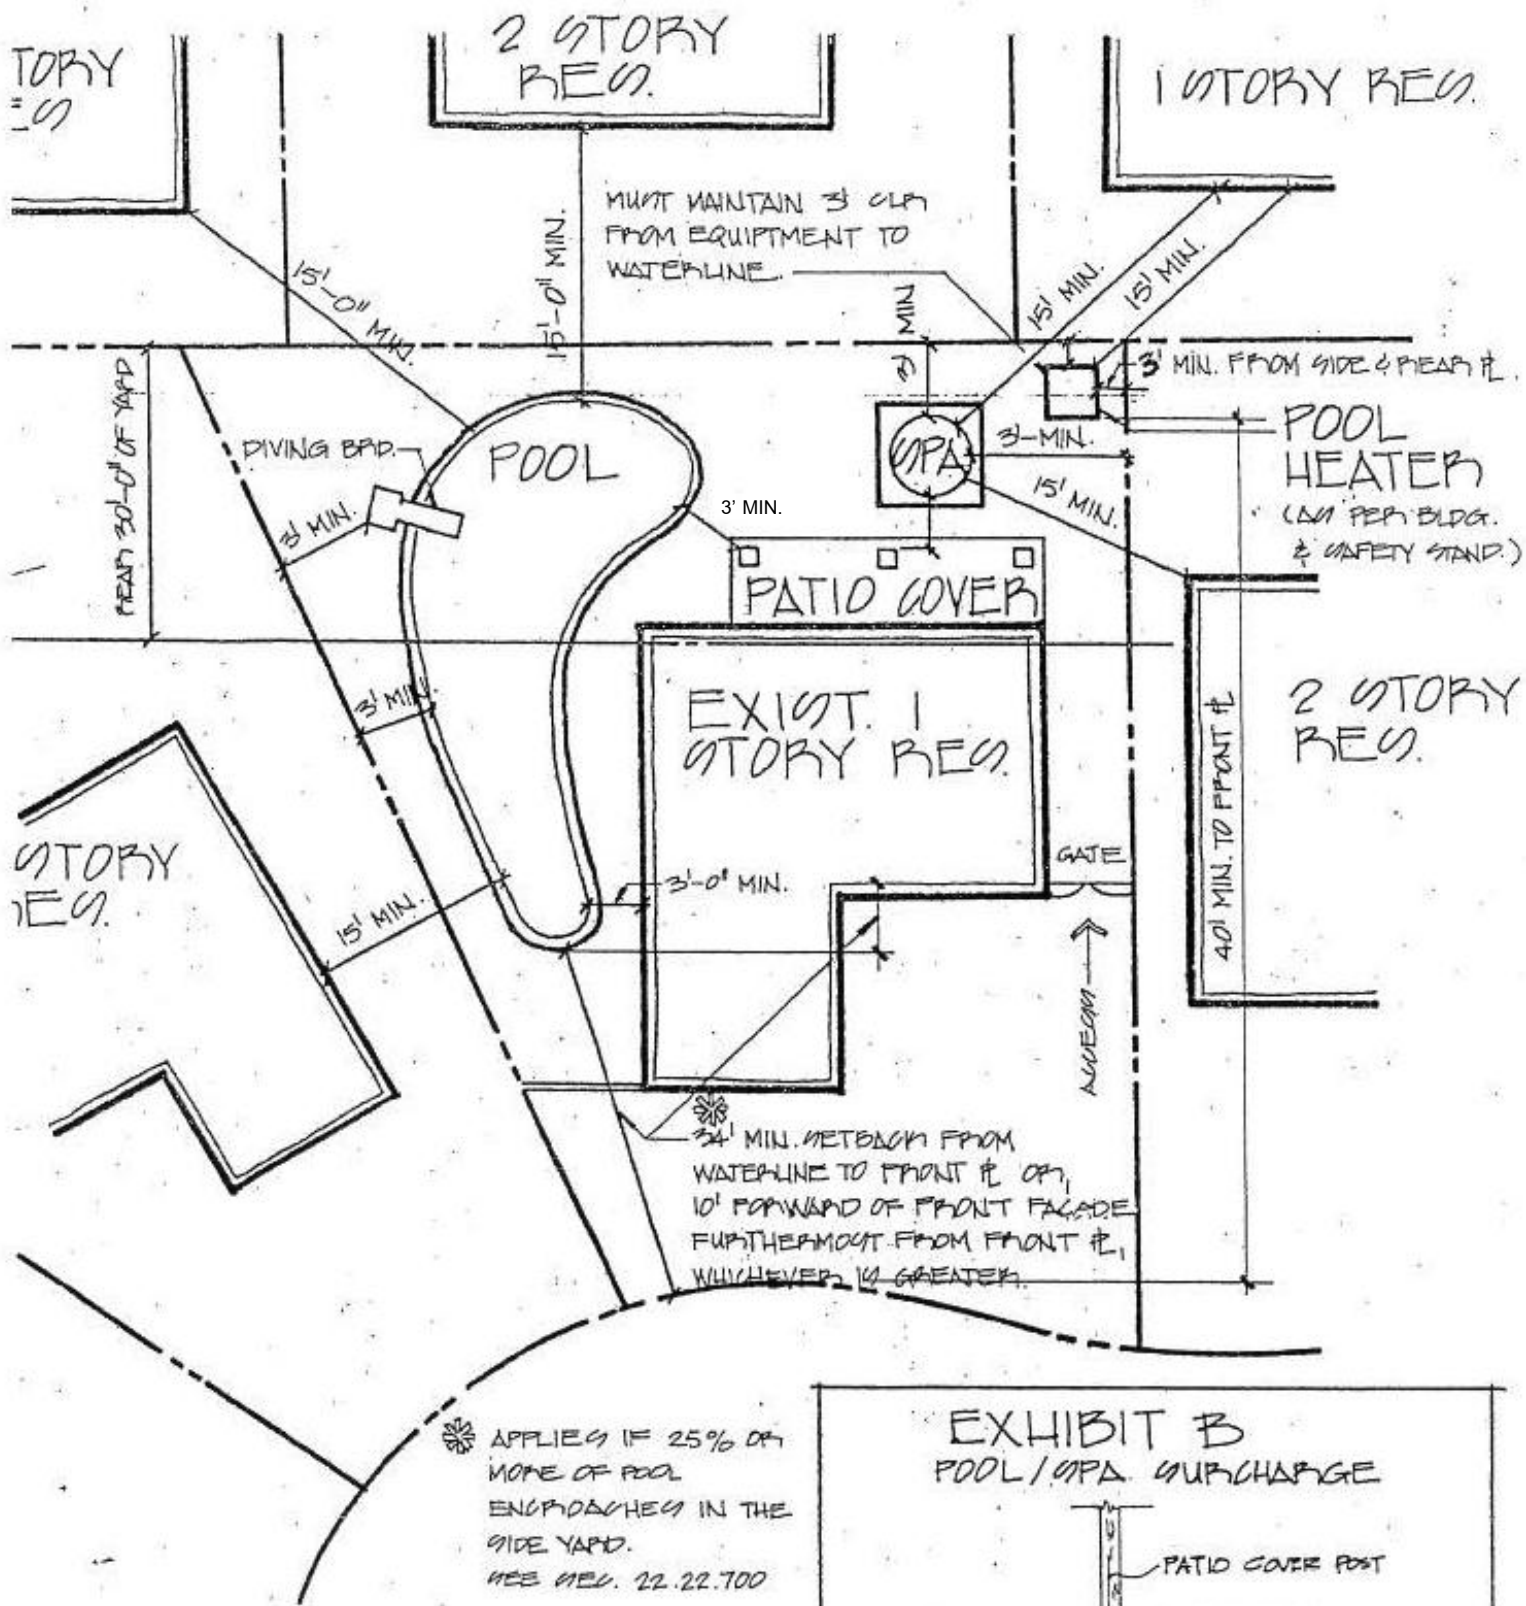 TORY
ES
2 STORY
RES.
1 STORY RES.
MUST MAINTAIN 3' CLR
FROM EQUIPTMENT TO
WATERLINE.
15'-0" MIN.
15'-0" MIN.
3' MIN
15' MIN.
15' MIN.
3' MIN. FROM SIDE & REAR PL.
REAR 30'-0" OF YARD
DIVING BRD.
POOL
SPA
3'-MIN.
POOL
HEATER
(AS PER BLDG.
& SAFETY STAND.)
3' MIN.
3' MIN.
15' MIN.
PATIO COVER
3' MIN.
EXIST. 1
STORY RES.
2 STORY
RES.
40' MIN. TO FRONT PL
STORY
RES.
15' MIN.
3'-0" MIN.
GATE
ACCESS
34' MIN. SETBACK FROM
WATERLINE TO FRONT PL OR,
10' FORWARD OF FRONT FACADE
FURTHERMOST FROM FRONT PL,
WHICHEVER IS GREATER.
APPLIES IF 25% OR
MORE OF POOL
ENCROACHES IN THE
SIDE YARD.
SEE SEC. 22.22.700
EXHIBIT B
POOL/SPA SURCHARGE
PATIO COVER POST